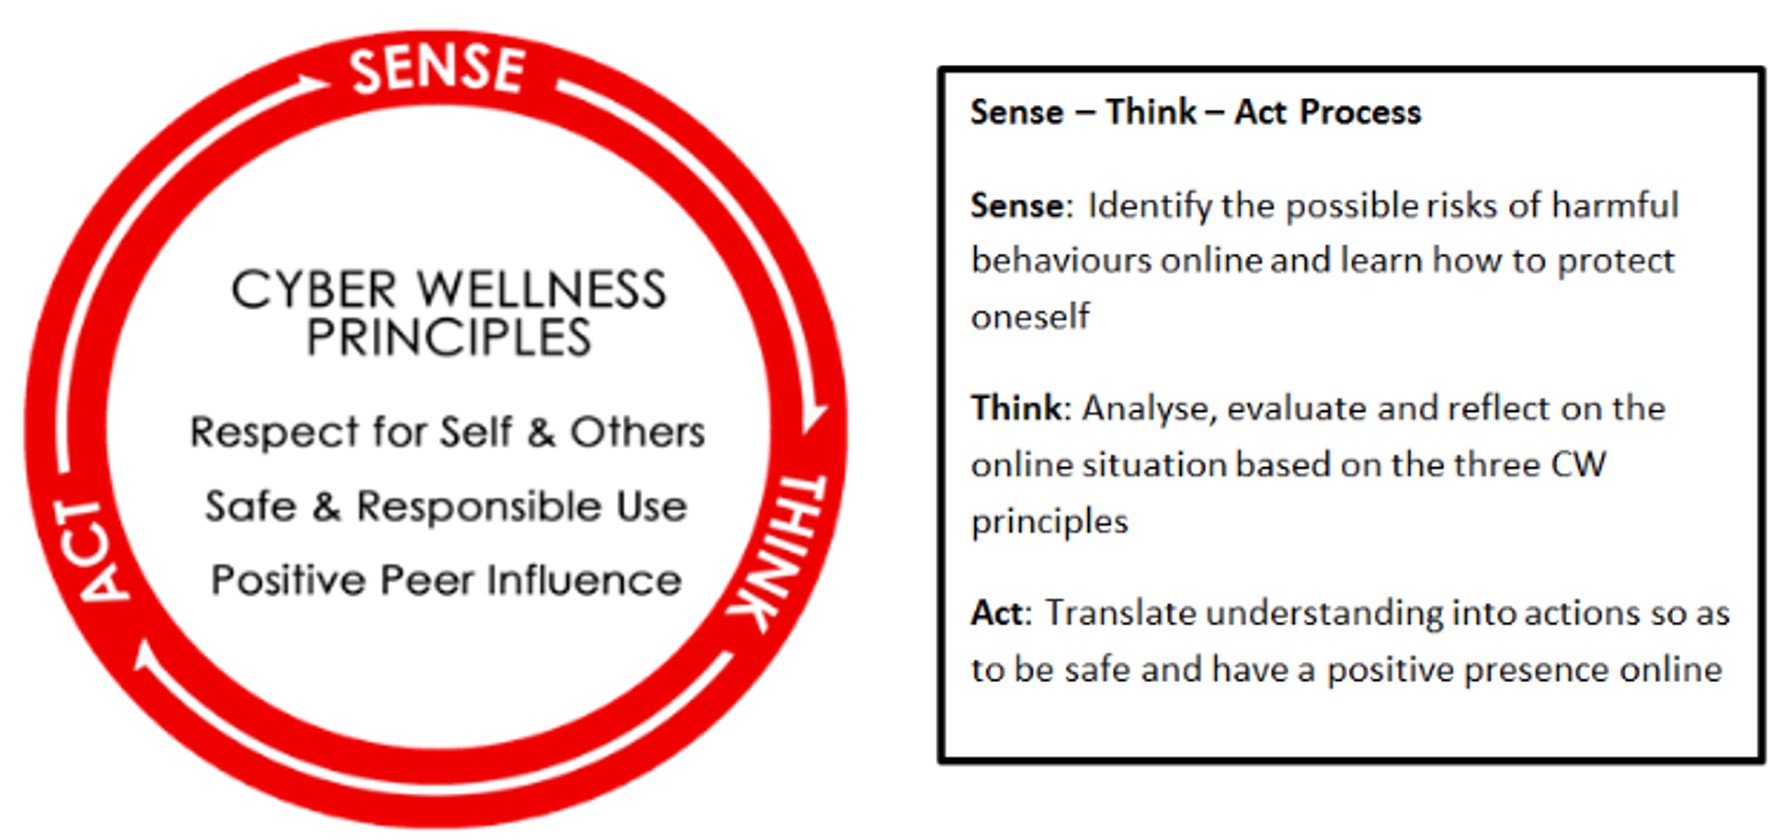 SENSE
THINK
ACT
CYBER WELLNESS
PRINCIPLES
Respect for Self & Others
Safe & Responsible Use
Positive Peer Influence
Sense – Think – Act Process
Sense: Identify the possible risks of harmful
behaviours online and learn how to protect
oneself
Think: Analyse, evaluate and reflect on the
online situation based on the three CW
principles
Act: Translate understanding into actions so as
to be safe and have a positive presence online